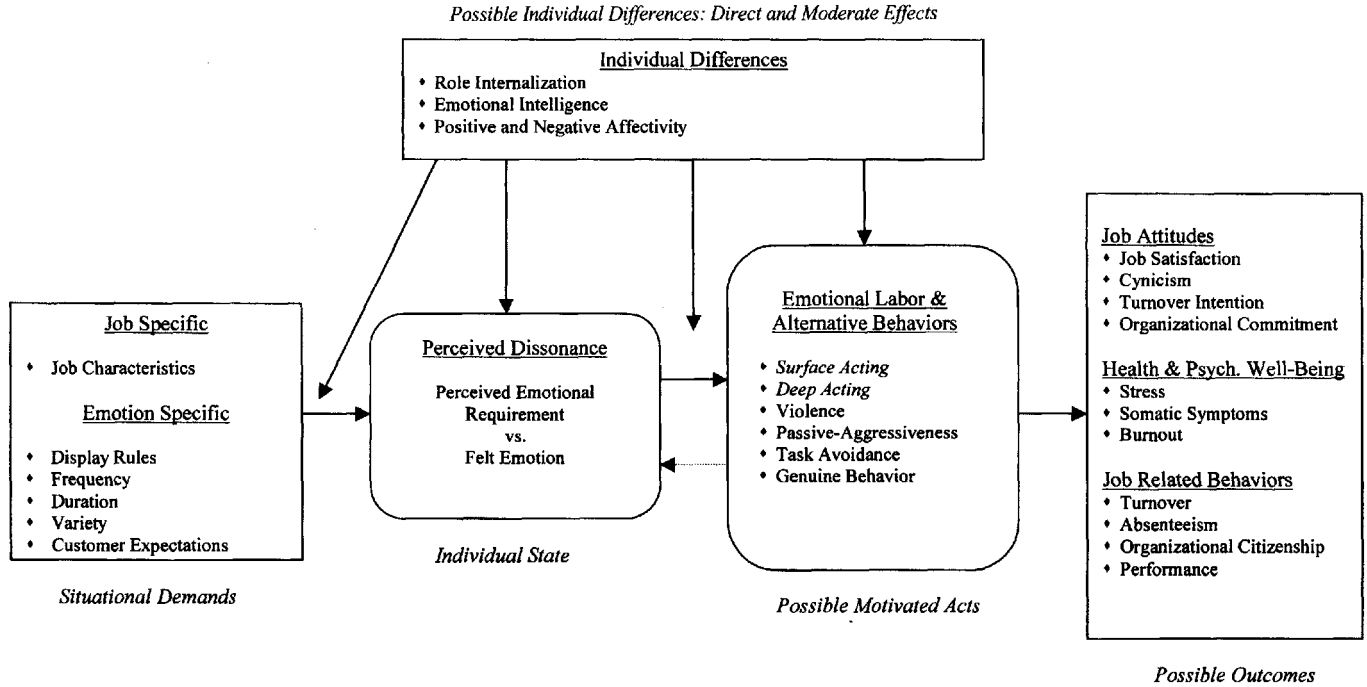 Possible Individual Differences: Direct and Moderate Effects
Individual Differences
♦ Role Internalization
♦ Emotional Intelligence
♦ Positive and Negative Affectivity
Job Specific
♦ Job Characteristics
Emotion Specific
♦ Display Rules
♦ Frequency
♦ Duration
♦ Variety
♦ Customer Expectations
Situational Demands
Perceived Dissonance
Perceived Emotional
Requirement
vs.
Felt Emotion
Individual State
Emotional Labor &
Alternative Behaviors
♦ Surface Acting
♦ Deep Acting
♦ Violence
♦ Passive-Aggressiveness
♦ Task Avoidance
♦ Genuine Behavior
Possible Motivated Acts
Job Attitudes
♦ Job Satisfaction
♦ Cynicism
♦ Turnover Intention
♦ Organizational Commitment
Health & Psych. Well-Being
♦ Stress
♦ Somatic Symptoms
♦ Burnout
Job Related Behaviors
♦ Turnover
♦ Absenteeism
♦ Organizational Citizenship
♦ Performance
Possible Outcomes